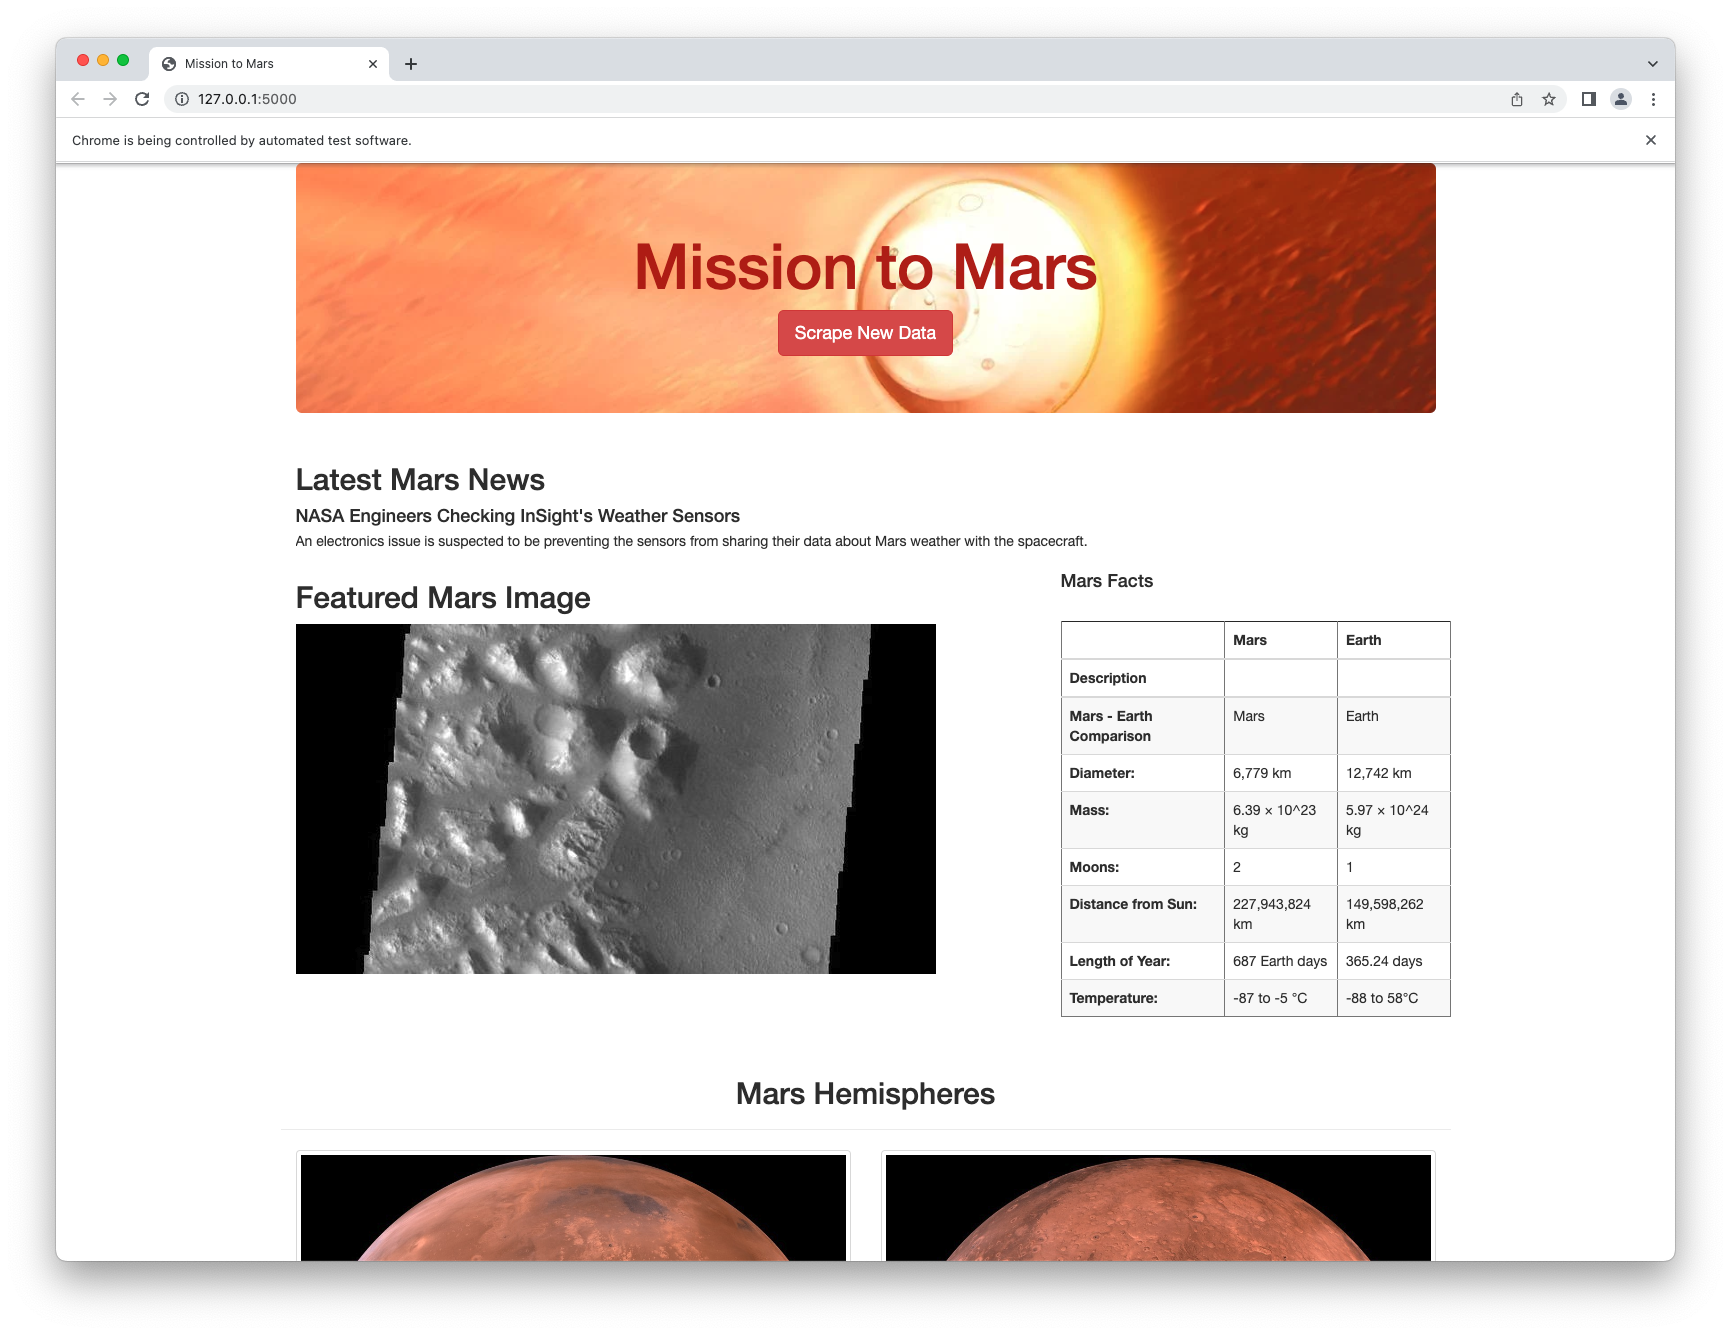 Mission to Mars
127.0.0.1:5000
Chrome is being controlled by automated test software.
Mission to Mars
Scrape New Data
Latest Mars News
NASA Engineers Checking InSight's Weather Sensors
An electronics issue is suspected to be preventing the sensors from sharing their data about Mars weather with the spacecraft.
Featured Mars Image
Mars Facts
Mars Earth
Description
Mars - Earth
Comparison Mars Earth
Diameter: 6,779 km 12,742 km
Mass: 6.39 × 10^23 5.97 × 10^24
kg kg
Moons: 2 1
Distance from Sun: 227,943,824 149,598,262
km km
Length of Year: 687 Earth days 365.24 days
Temperature: -87 to -5 °C -88 to 58°C
Mars Hemispheres